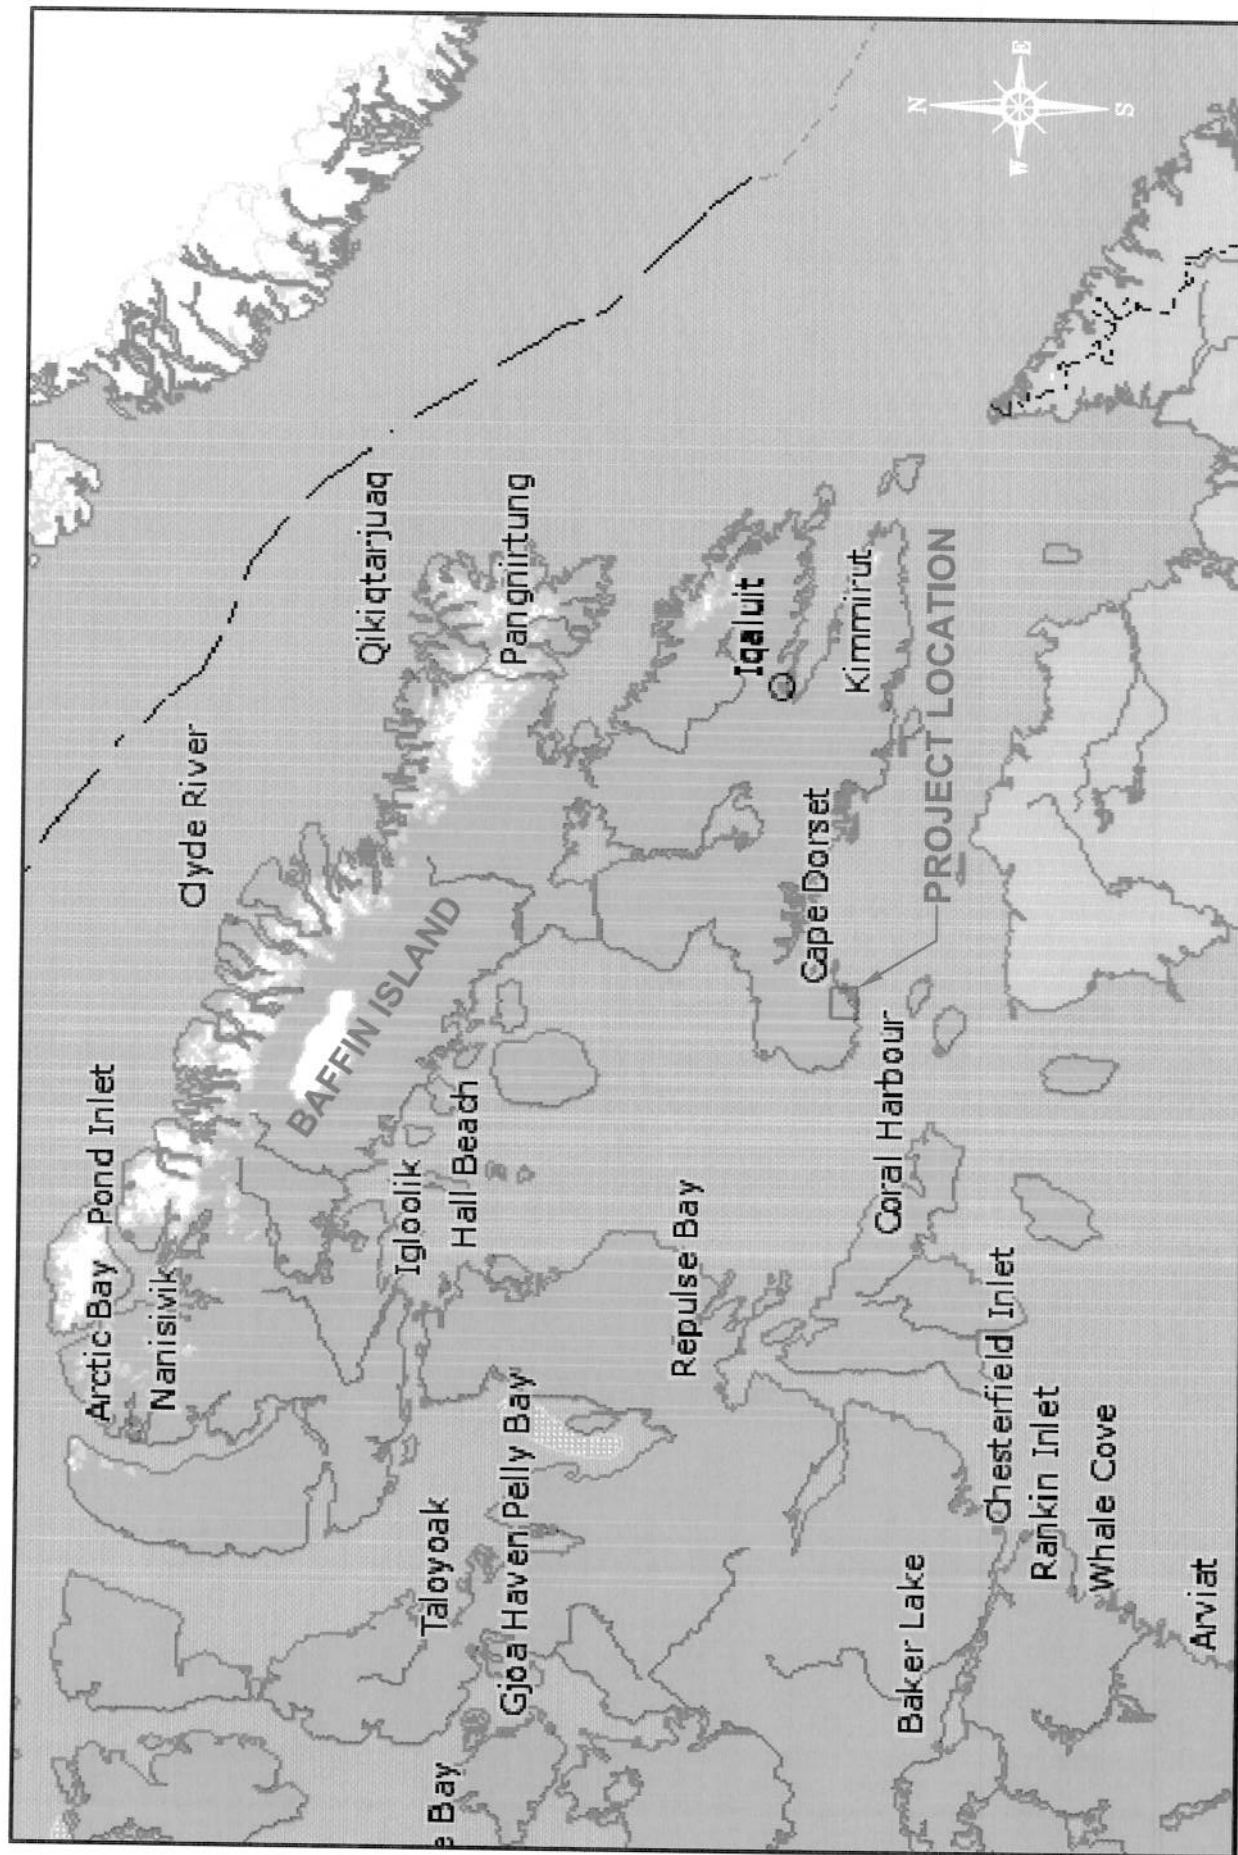 Arctic Bay
Pond Inlet
Nanisivik
Clyde River
BAFFIN ISLAND
Qikiqtarjuaq
Pangnirtung
Igloolik
Hall Beach
Taloyoak
e Bay
Gjoa Haven
Pelly Bay
Repulse Bay
Iqaluit
Kimmirut
Cape Dorset
PROJECT LOCATION
Coral Harbour
Baker Lake
Chesterfield Inlet
Rankin Inlet
Whale Cove
Arviat
N
W
E
S